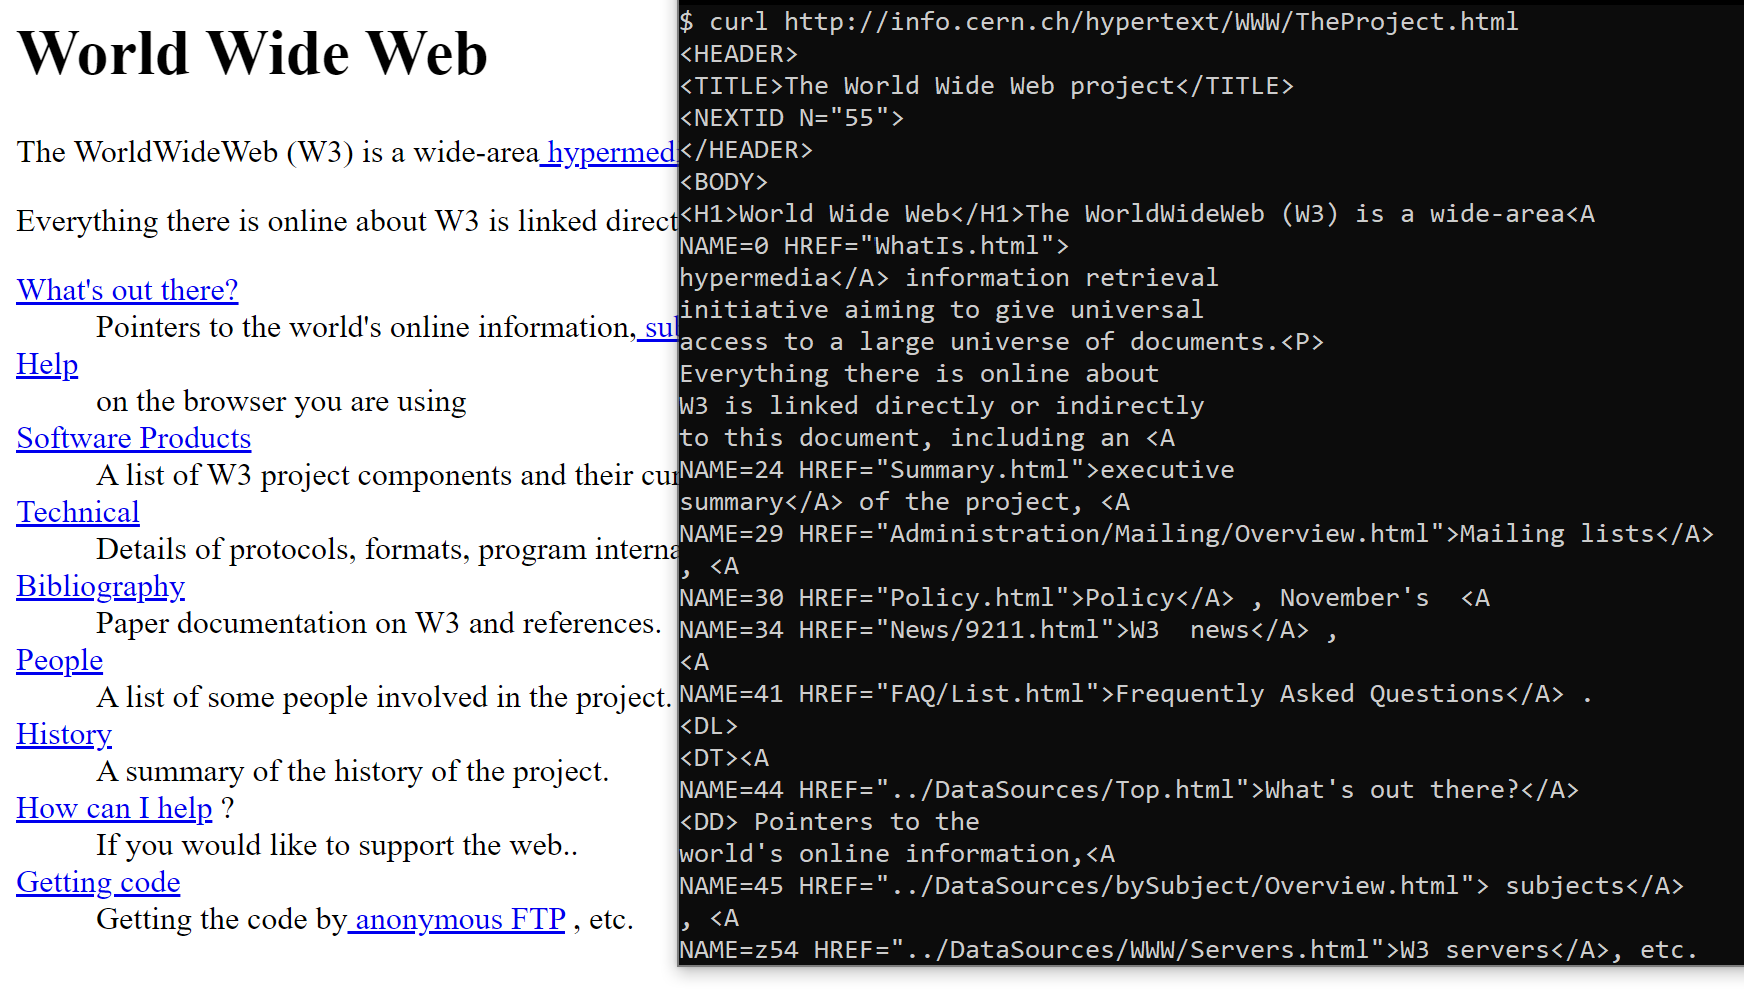 World Wide Web
The WorldWideWeb (W3) is a wide-area hypermedi
Everything there is online about W3 is linked direct
What's out there?
Pointers to the world's online information, sub
Help
on the browser you are using
Software Products
A list of W3 project components and their cur
Technical
Details of protocols, formats, program interna
Bibliography
Paper documentation on W3 and references.
People
A list of some people involved in the project.
History
A summary of the history of the project.
How can I help ?
If you would like to support the web..
Getting code
Getting the code by anonymous FTP , etc.
$ curl http://info.cern.ch/hypertext/WWW/TheProject.html
<HEADER>
<TITLE>The World Wide Web project</TITLE>
<NEXTID N="55">
</HEADER>
<BODY>
<H1>World Wide Web</H1>The WorldWideWeb (W3) is a wide-area<A
NAME=0 HREF="WhatIs.html">
hypermedia</A> information retrieval
initiative aiming to give universal
access to a large universe of documents.<P>
Everything there is online about
W3 is linked directly or indirectly
to this document, including an <A
NAME=24 HREF="Summary.html">executive
summary</A> of the project, <A
NAME=29 HREF="Administration/Mailing/Overview.html">Mailing lists</A>
, <A
NAME=30 HREF="Policy.html">Policy</A> , November's  <A
NAME=34 HREF="News/9211.html">W3  news</A> ,
<A
NAME=41 HREF="FAQ/List.html">Frequently Asked Questions</A> .
<DL>
<DT><A
NAME=44 HREF="../DataSources/Top.html">What's out there?</A>
<DD> Pointers to the
world's online information,<A
NAME=45 HREF="../DataSources/bySubject/Overview.html"> subjects</A>
, <A
NAME=z54 HREF="../DataSources/WWW/Servers.html">W3 servers</A>, etc.